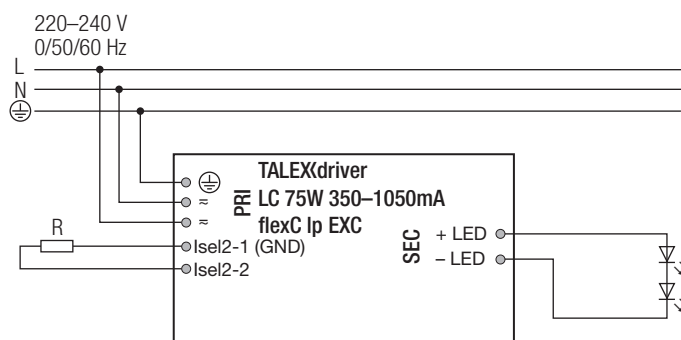 220–240 V
0/50/60 Hz
L
N
TALEXXdriver
≂ LC 75W 350–1050mA
PRI
≂ flexC lp EXC
R
Isel2-1 (GND)
Isel2-2
SEC
+ LED
– LED